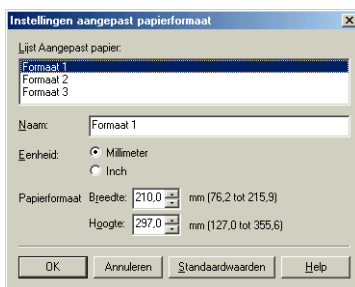 Instellingen aangepast papierformaat
Lijst Aangepast papier:
Formaat 1
Formaat 2
Formaat 3
Naam: Formaat 1
Eenheid: Millimeter
Inch
Papierformaat Breedte: 210,0 mm (76,2 tot 215,9)
Hoogte: 297,0 mm (127,0 tot 355,6)
OK Annuleren Standaardwaarden Help